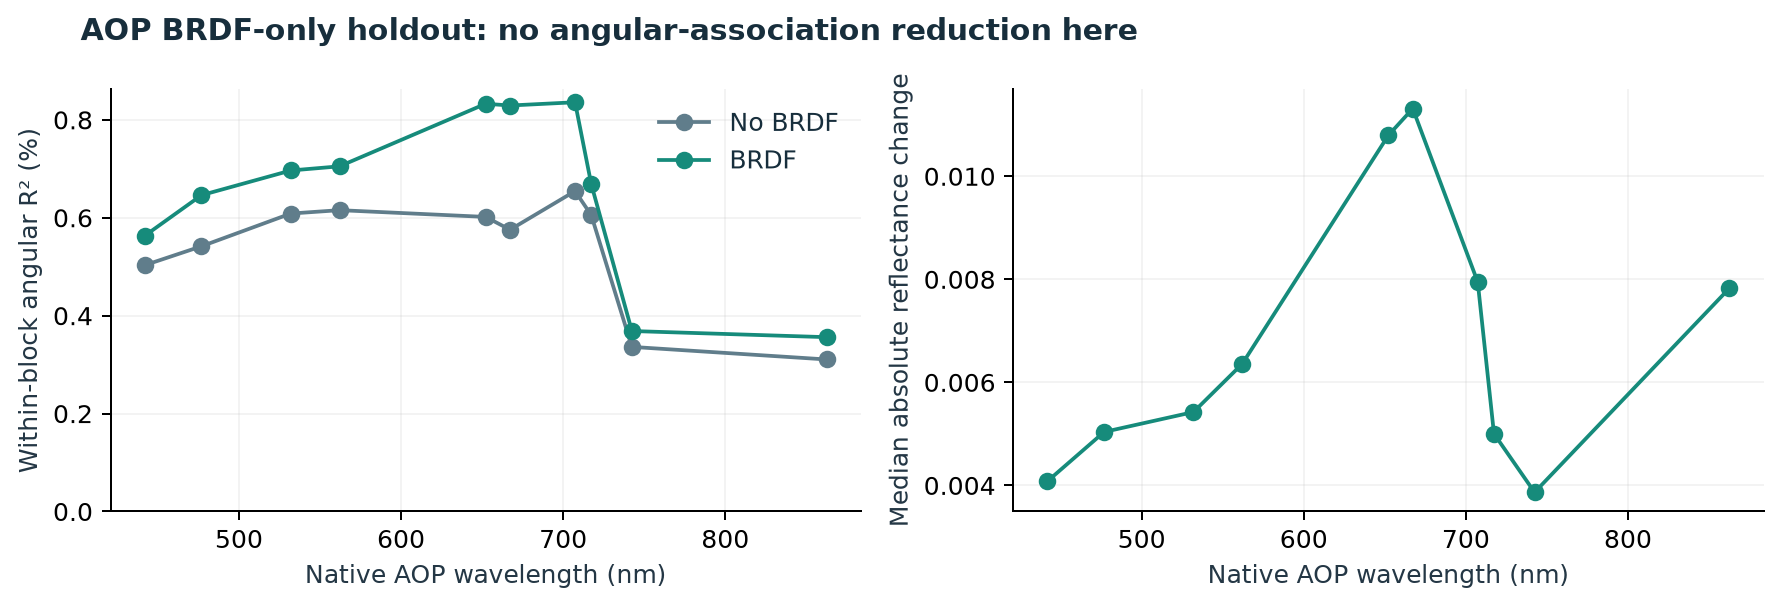 AOP BRDF-only holdout: no angular-association reduction here
Within-block angular R² (%)
0.8
0.6
0.4
0.2
0.0
No BRDF
BRDF
500
600
700
800
Native AOP wavelength (nm)
Median absolute reflectance change
0.010
0.008
0.006
0.004
500
600
700
800
Native AOP wavelength (nm)